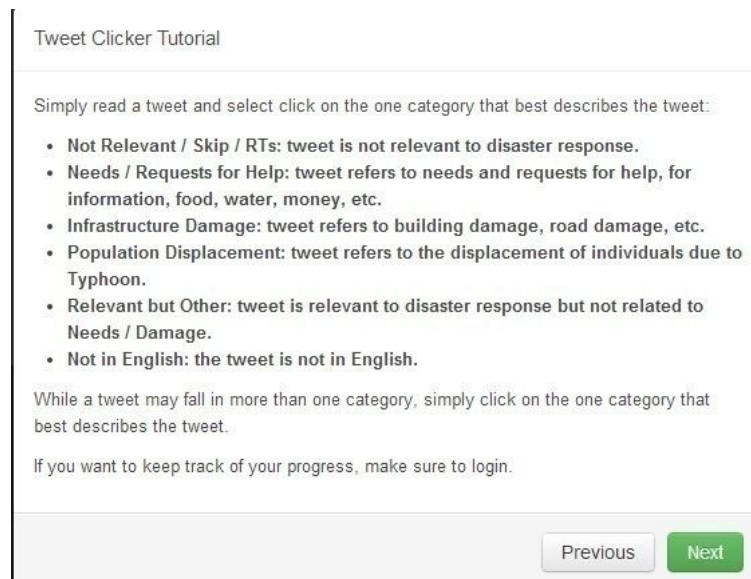 Tweet Clicker Tutorial
Simply read a tweet and select click on the one category that best describes the tweet:
• Not Relevant / Skip / RTs: tweet is not relevant to disaster response.
• Needs / Requests for Help: tweet refers to needs and requests for help, for
information, food, water, money, etc.
• Infrastructure Damage: tweet refers to building damage, road damage, etc.
• Population Displacement: tweet refers to the displacement of individuals due to
Typhoon.
• Relevant but Other: tweet is relevant to disaster response but not related to
Needs / Damage.
• Not in English: the tweet is not in English.
While a tweet may fall in more than one category, simply click on the one category that
best describes the tweet.
If you want to keep track of your progress, make sure to login.
Previous Next